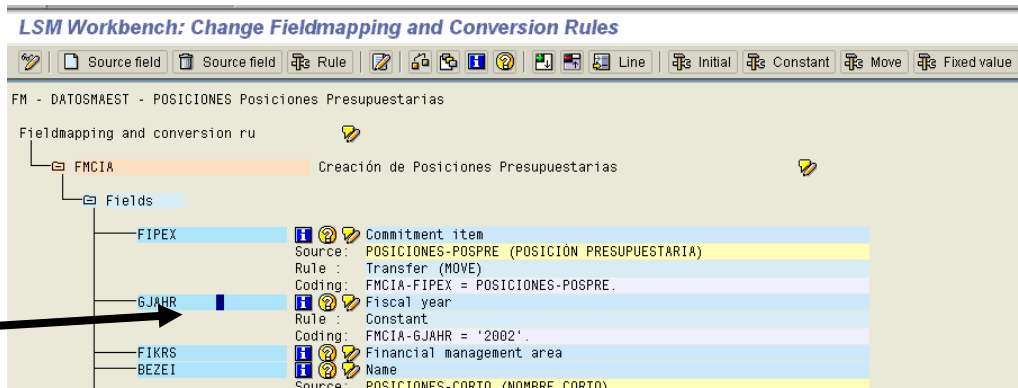 LSM Workbench: Change Fieldmapping and Conversion Rules
Source field Source field Rule Line Initial Constant Move Fixed value
FM - DATOSMAEST - POSICIONES Posiciones Presupuestarias
Fieldmapping and conversion ru
FMCIA Creación de Posiciones Presupuestarias
Fields
FIPEX Commitment item
Source: POSICIONES-POSPRE (POSICIÓN PRESUPUESTARIA)
Rule : Transfer (MOVE)
Coding: FMCIA-FIPEX = POSICIONES-POSPRE.
GJAHR Fiscal year
Rule : Constant
Coding: FMCIA-GJAHR = '2002'.
FIKRS Financial management area
BEZEI Name
Source: POSICIONES-CORTO (NOMBRE CORTO)